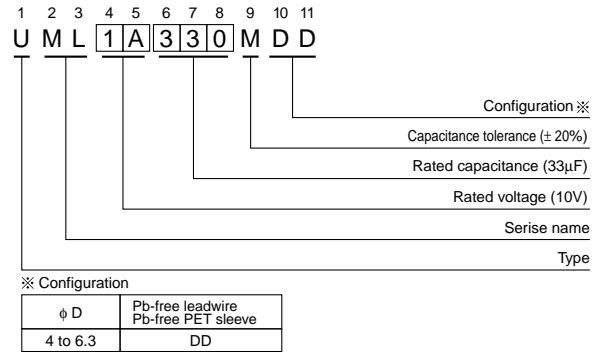 1 2 3 4 5 6 7 8 9 10 11
U M L 1 A 3 3 0 M D D
Configuration ※
Capacitance tolerance (± 20%)
Rated capacitance (33µF)
Rated voltage (10V)
Serise name
Type
※ Configuration
ϕ D
Pb-free leadwire
Pb-free PET sleeve
4 to 6.3
DD